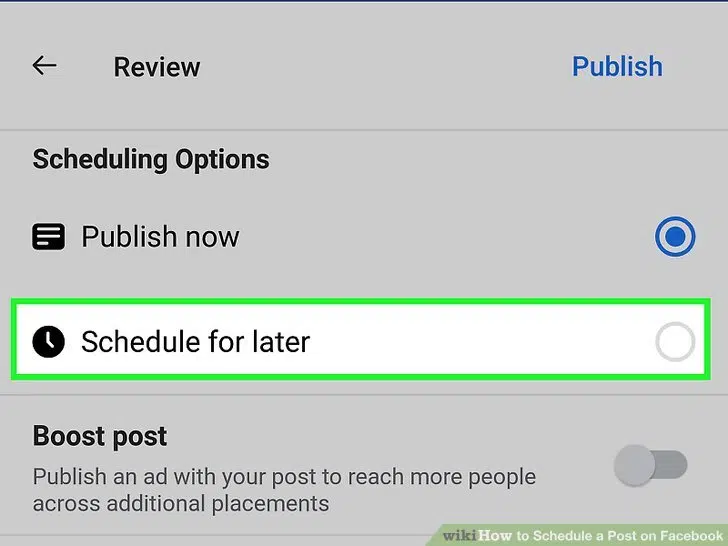 Review
Publish
Scheduling Options
Publish now
Schedule for later
Boost post
Publish an ad with your post to reach more people
across additional placements
wikiHow to Schedule a Post on Facebook